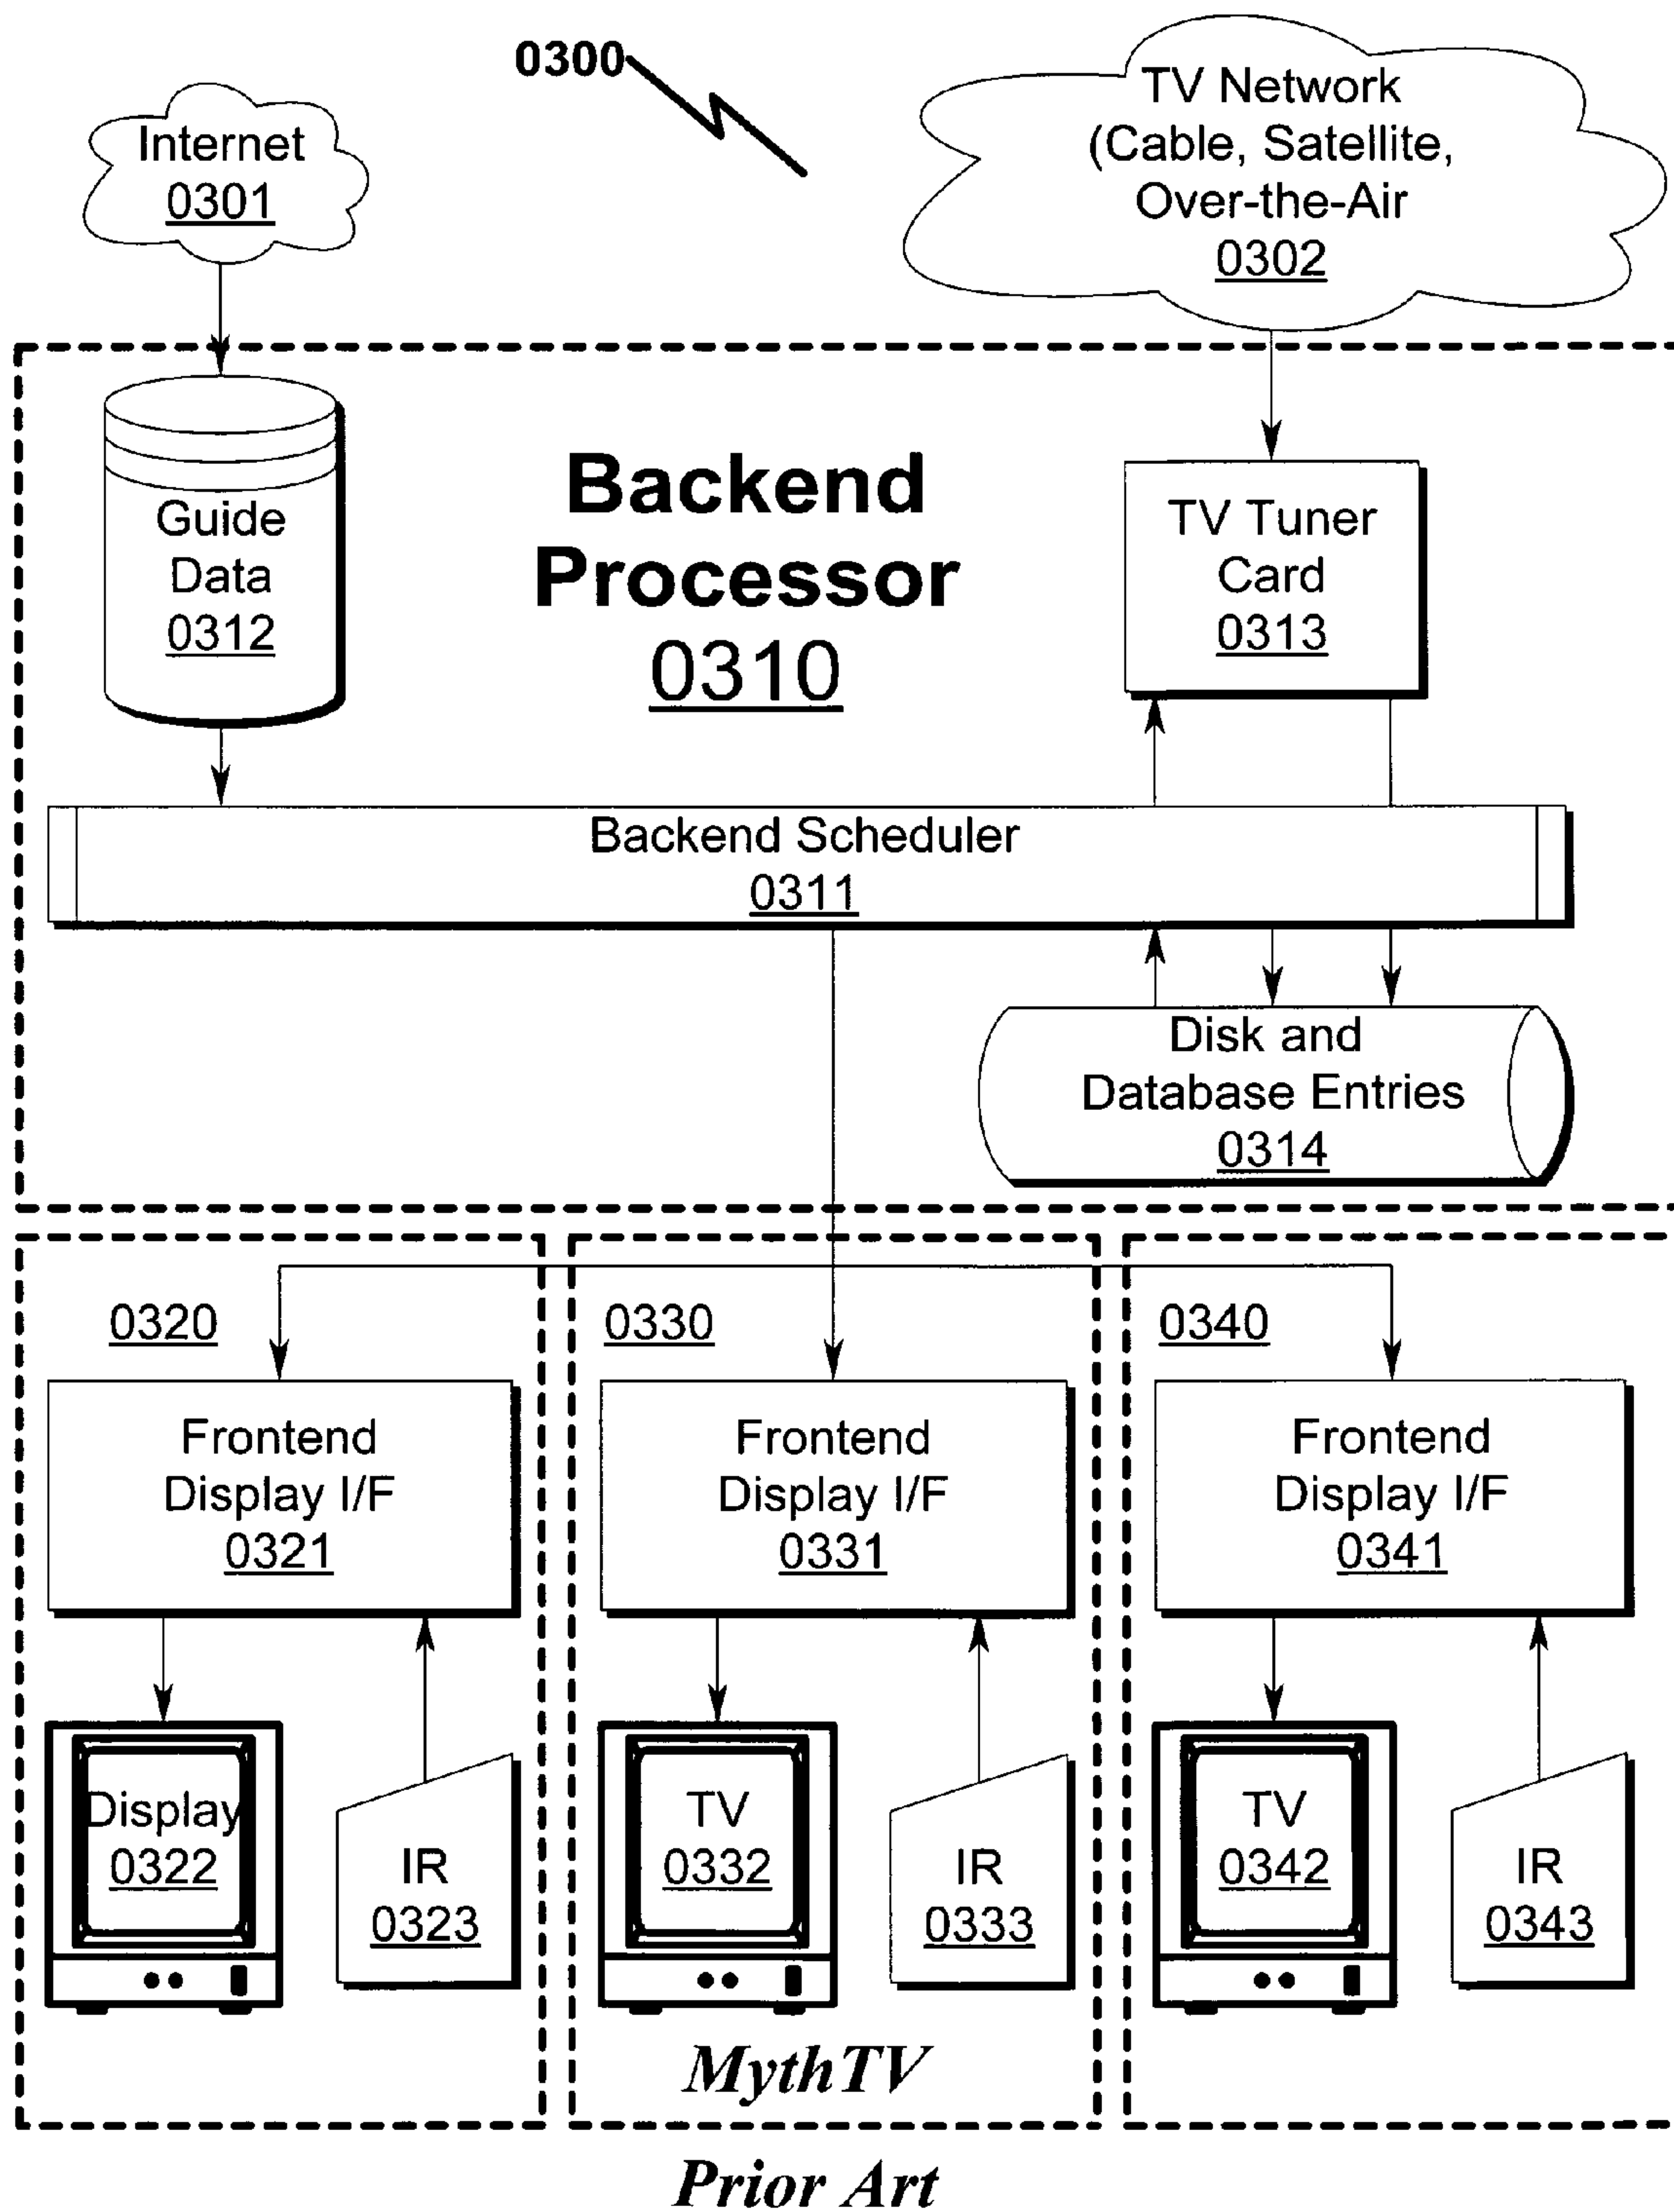 0300
Internet
0301
TV Network
(Cable, Satellite,
Over-the-Air
0302
Guide
Data
0312
Backend
Processor
0310
TV Tuner
Card
0313
Backend Scheduler
0311
Disk and
Database Entries
0314
0320
0330
0340
Frontend
Display I/F
0321
Frontend
Display I/F
0331
Frontend
Display I/F
0341
Display
0322
IR
0323
TV
0332
IR
0333
TV
0342
IR
0343
MythTV
Prior Art